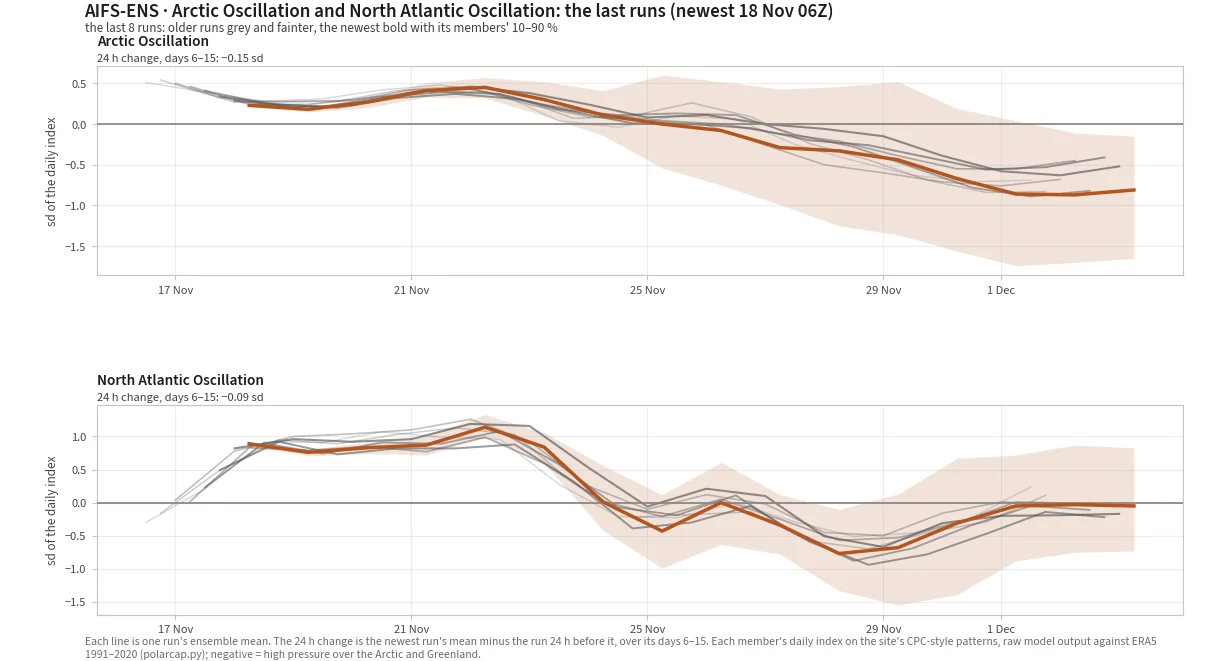 AIFS-ENS · Arctic Oscillation and North Atlantic Oscillation: the last runs (newest 18 Nov 06Z)
the last 8 runs: older runs grey and fainter, the newest bold with its members' 10–90 %
Arctic Oscillation
24 h change, days 6–15: −0.15 sd
sd of the daily index
0.5
0.0
−0.5
−1.0
−1.5
17 Nov
21 Nov
25 Nov
29 Nov
1 Dec
North Atlantic Oscillation
24 h change, days 6–15: −0.09 sd
sd of the daily index
1.0
0.5
0.0
−0.5
−1.0
−1.5
17 Nov
21 Nov
25 Nov
29 Nov
1 Dec
Each line is one run's ensemble mean. The 24 h change is the newest run's mean minus the run 24 h before it, over its days 6–15. Each member's daily index on the site's CPC-style patterns, raw model output against ERA5
1991–2020 (polarcap.py); negative = high pressure over the Arctic and Greenland.